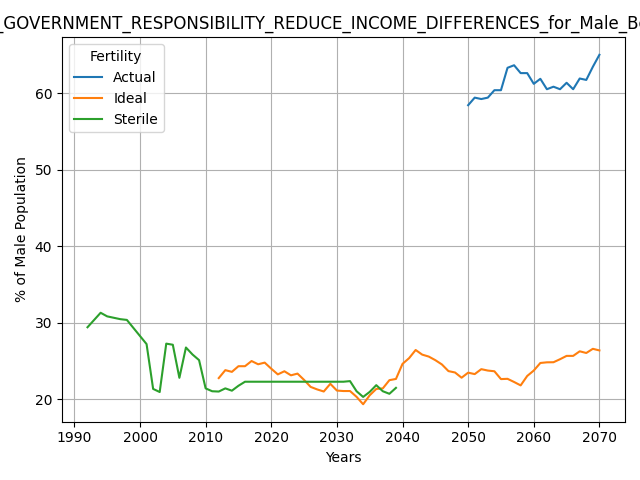 _GOVERNMENT_RESPONSIBILITY_REDUCE_INCOME_DIFFERENCES_for_Male_B
Fertility
Actual
Ideal
Sterile
% of Male Population
60
50
40
30
20
1990 2000 2010 2020 2030 2040 2050 2060 2070
Years